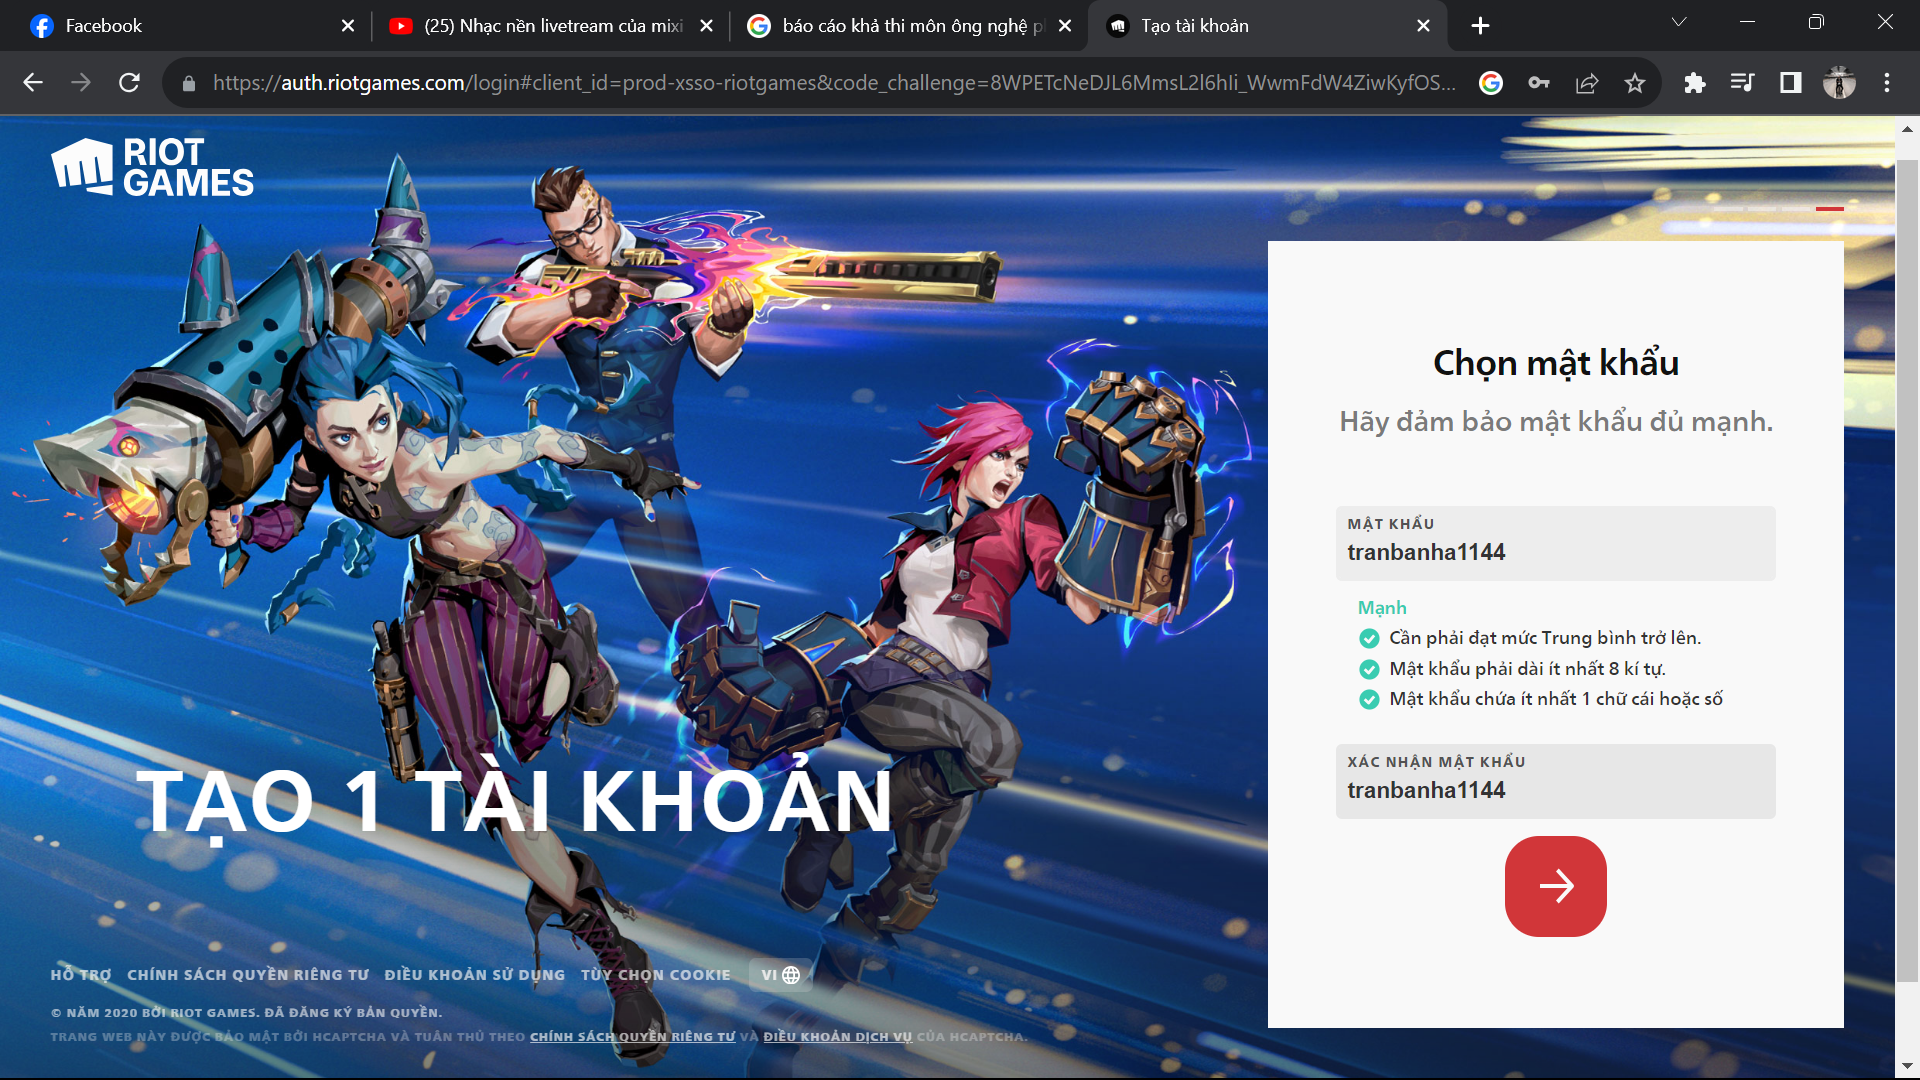 Facebook
(25) Nhạc nền livetream của mixi
báo cáo khả thi môn ông nghệ p
Tạo tài khoản
https://auth.riotgames.com/login#client_id=prod-xsso-riotgames&code_challenge=8WPETcNeDJL6MmsL2l6hIi_WwmFdW4ZiwKyfOS...
RIOT
GAMES
Chọn mật khẩu
Hãy đảm bảo mật khẩu đủ mạnh.
MẬT KHẨU
tranbanha1144
Mạnh
Cần phải đạt mức Trung bình trở lên.
Mật khẩu phải dài ít nhất 8 kí tự.
Mật khẩu chứa ít nhất 1 chữ cái hoặc số
XÁC NHẬN MẬT KHẨU
tranbanha1144
TẠO 1 TÀI KHOẢN
HỖ TRỢ CHÍNH SÁCH QUYỀN RIÊNG TƯ ĐIỀU KHOẢN SỬ DỤNG TÙY CHỌN COOKIE VI
© NĂM 2020 BỞI RIOT GAMES. ĐÃ ĐĂNG KÝ BẢN QUYỀN.
TRANG WEB NÀY ĐƯỢC BẢO MẬT BỞI HCAPTCHA VÀ TUÂN THỦ THEO CHÍNH SÁCH QUYỀN RIÊNG TƯ VÀ ĐIỀU KHOẢN DỊCH VỤ CỦA HCAPTCHA.